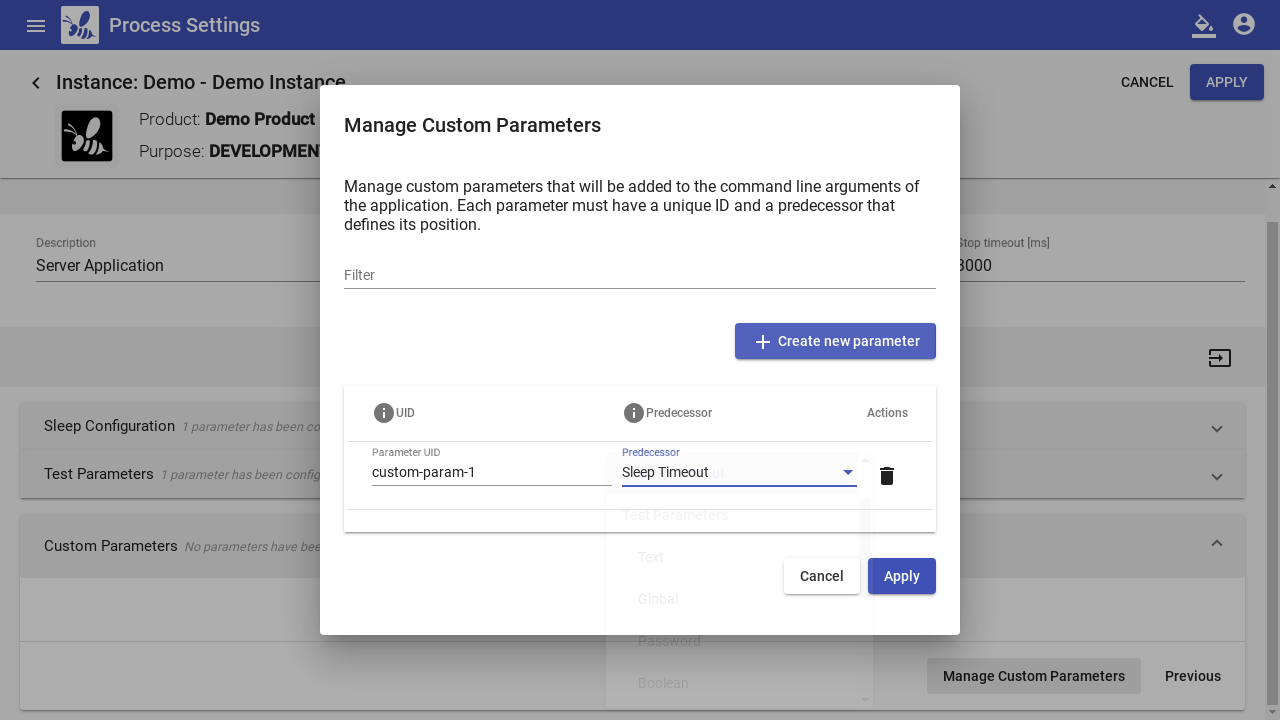 Process Settings
Instance: Demo - Demo Instance
CANCEL
APPLY
Product: Demo Product
Purpose: DEVELOPMENT
Manage Custom Parameters
Manage custom parameters that will be added to the command line arguments of
the application. Each parameter must have a unique ID and a predecessor that
defines its position.
Description
Server Application
Stop timeout [ms]
3000
Filter
Create new parameter
UID
Predecessor
Actions
Sleep Configuration 1 parameter has been co
Parameter UID
custom-param-1
Predecessor
Sleep Timeout
Test Parameters 1 parameter has been config
Test Parameters
Custom Parameters No parameters have bee
Text
Cancel
Apply
Global
Password
Boolean
Manage Custom Parameters
Previous